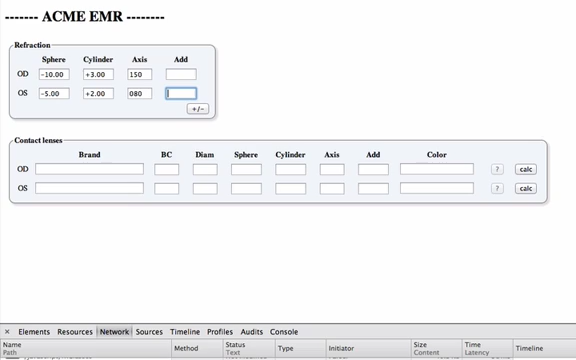 ------- ACME EMR --------
Refraction
Sphere Cylinder Axis Add
OD -10.00 +3.00 150
OS -5.00 +2.00 080
+/-
Contact lenses
Brand BC Diam Sphere Cylinder Axis Add Color
OD ? calc
OS ? calc
× Elements Resources Network Sources Timeline Profiles Audits Console
Name Method Status Type Initiator Size Time Timeline
Path Text Content Latency